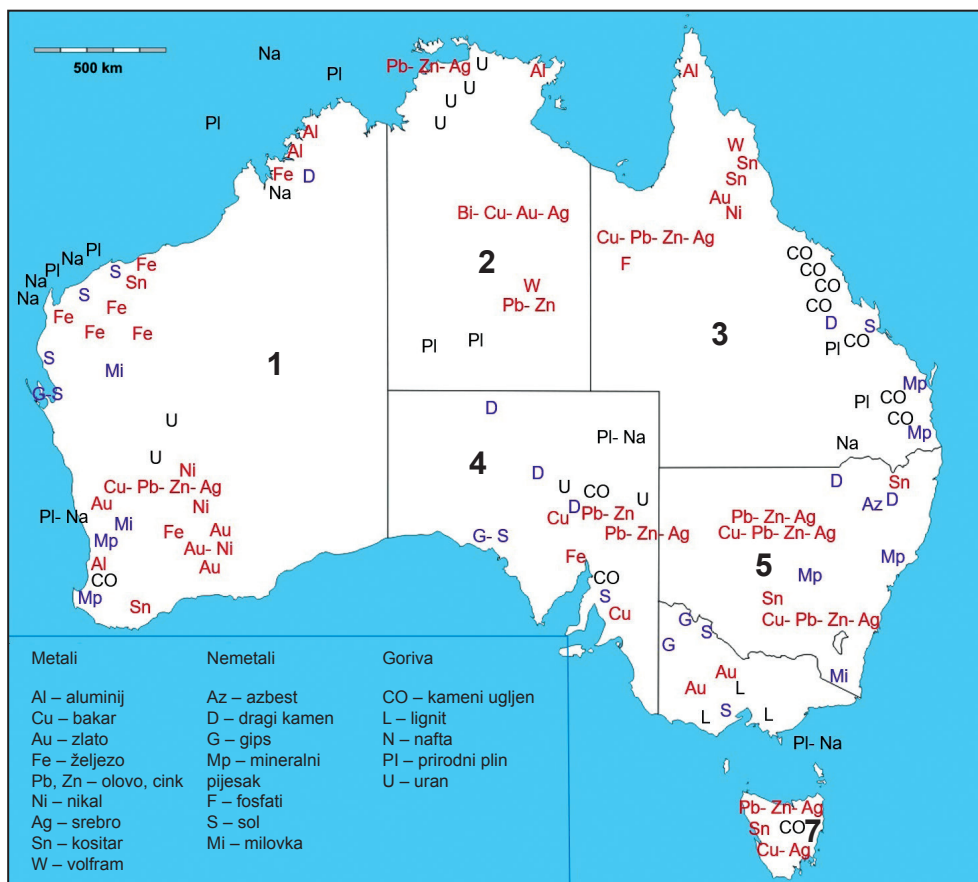 Na
Pl
500 km
Pb- Zn- Ag
U
Al
Al
U
U
Pl
U
Al
Al
W
Fe
D
Sn
Na
Sn
Au
Ni
Bi- Cu- Au- Ag
Cu- Pb- Zn- Ag
Pl
Na
CO
Pl
S
Fe
2
F
CO
Na
Sn
CO
Na
S
W
CO
Fe
Fe
Pb- Zn
D
S
Fe
Fe
3
Pl
Pl
Pl
CO
S
1
Mi
Mp
G-S
D
Pl
CO
U
CO
Mp
Pl- Na
Na
U
Ni
4
D
Sn
Cu- Pb- Zn- Ag
U
CO
U
D
D
Au
Ni
D
Az
Pl- Na
Mi
Cu
Pb- Zn
Pb- Zn- Ag
Mp
Fe
Au
G- S
Pb- Zn- Ag
Cu- Pb- Zn- Ag
Au- Ni
Al
Au
Fe
Mp
CO
CO
5
Mp
Mp
S
Sn
Sn
Cu
Cu- Pb- Zn- Ag
G
S
G
Au
Mi
Au
L
S
L
L
Pl- Na
Pb- Zn- Ag
Sn
CO
7
Cu- Ag
Metali
Al – aluminij
Cu – bakar
Au – zlato
Fe – željezo
Pb, Zn – olovo, cink
Ni – nikal
Ag – srebro
Sn – kositar
W – volfram
Nemetali
Az – azbest
D – dragi kamen
G – gips
Mp – mineralni
pijesak
F – fosfati
S – sol
Mi – milovka
Goriva
CO – kameni ugljen
L – lignit
N – nafta
Pl – prirodni plin
U – uran